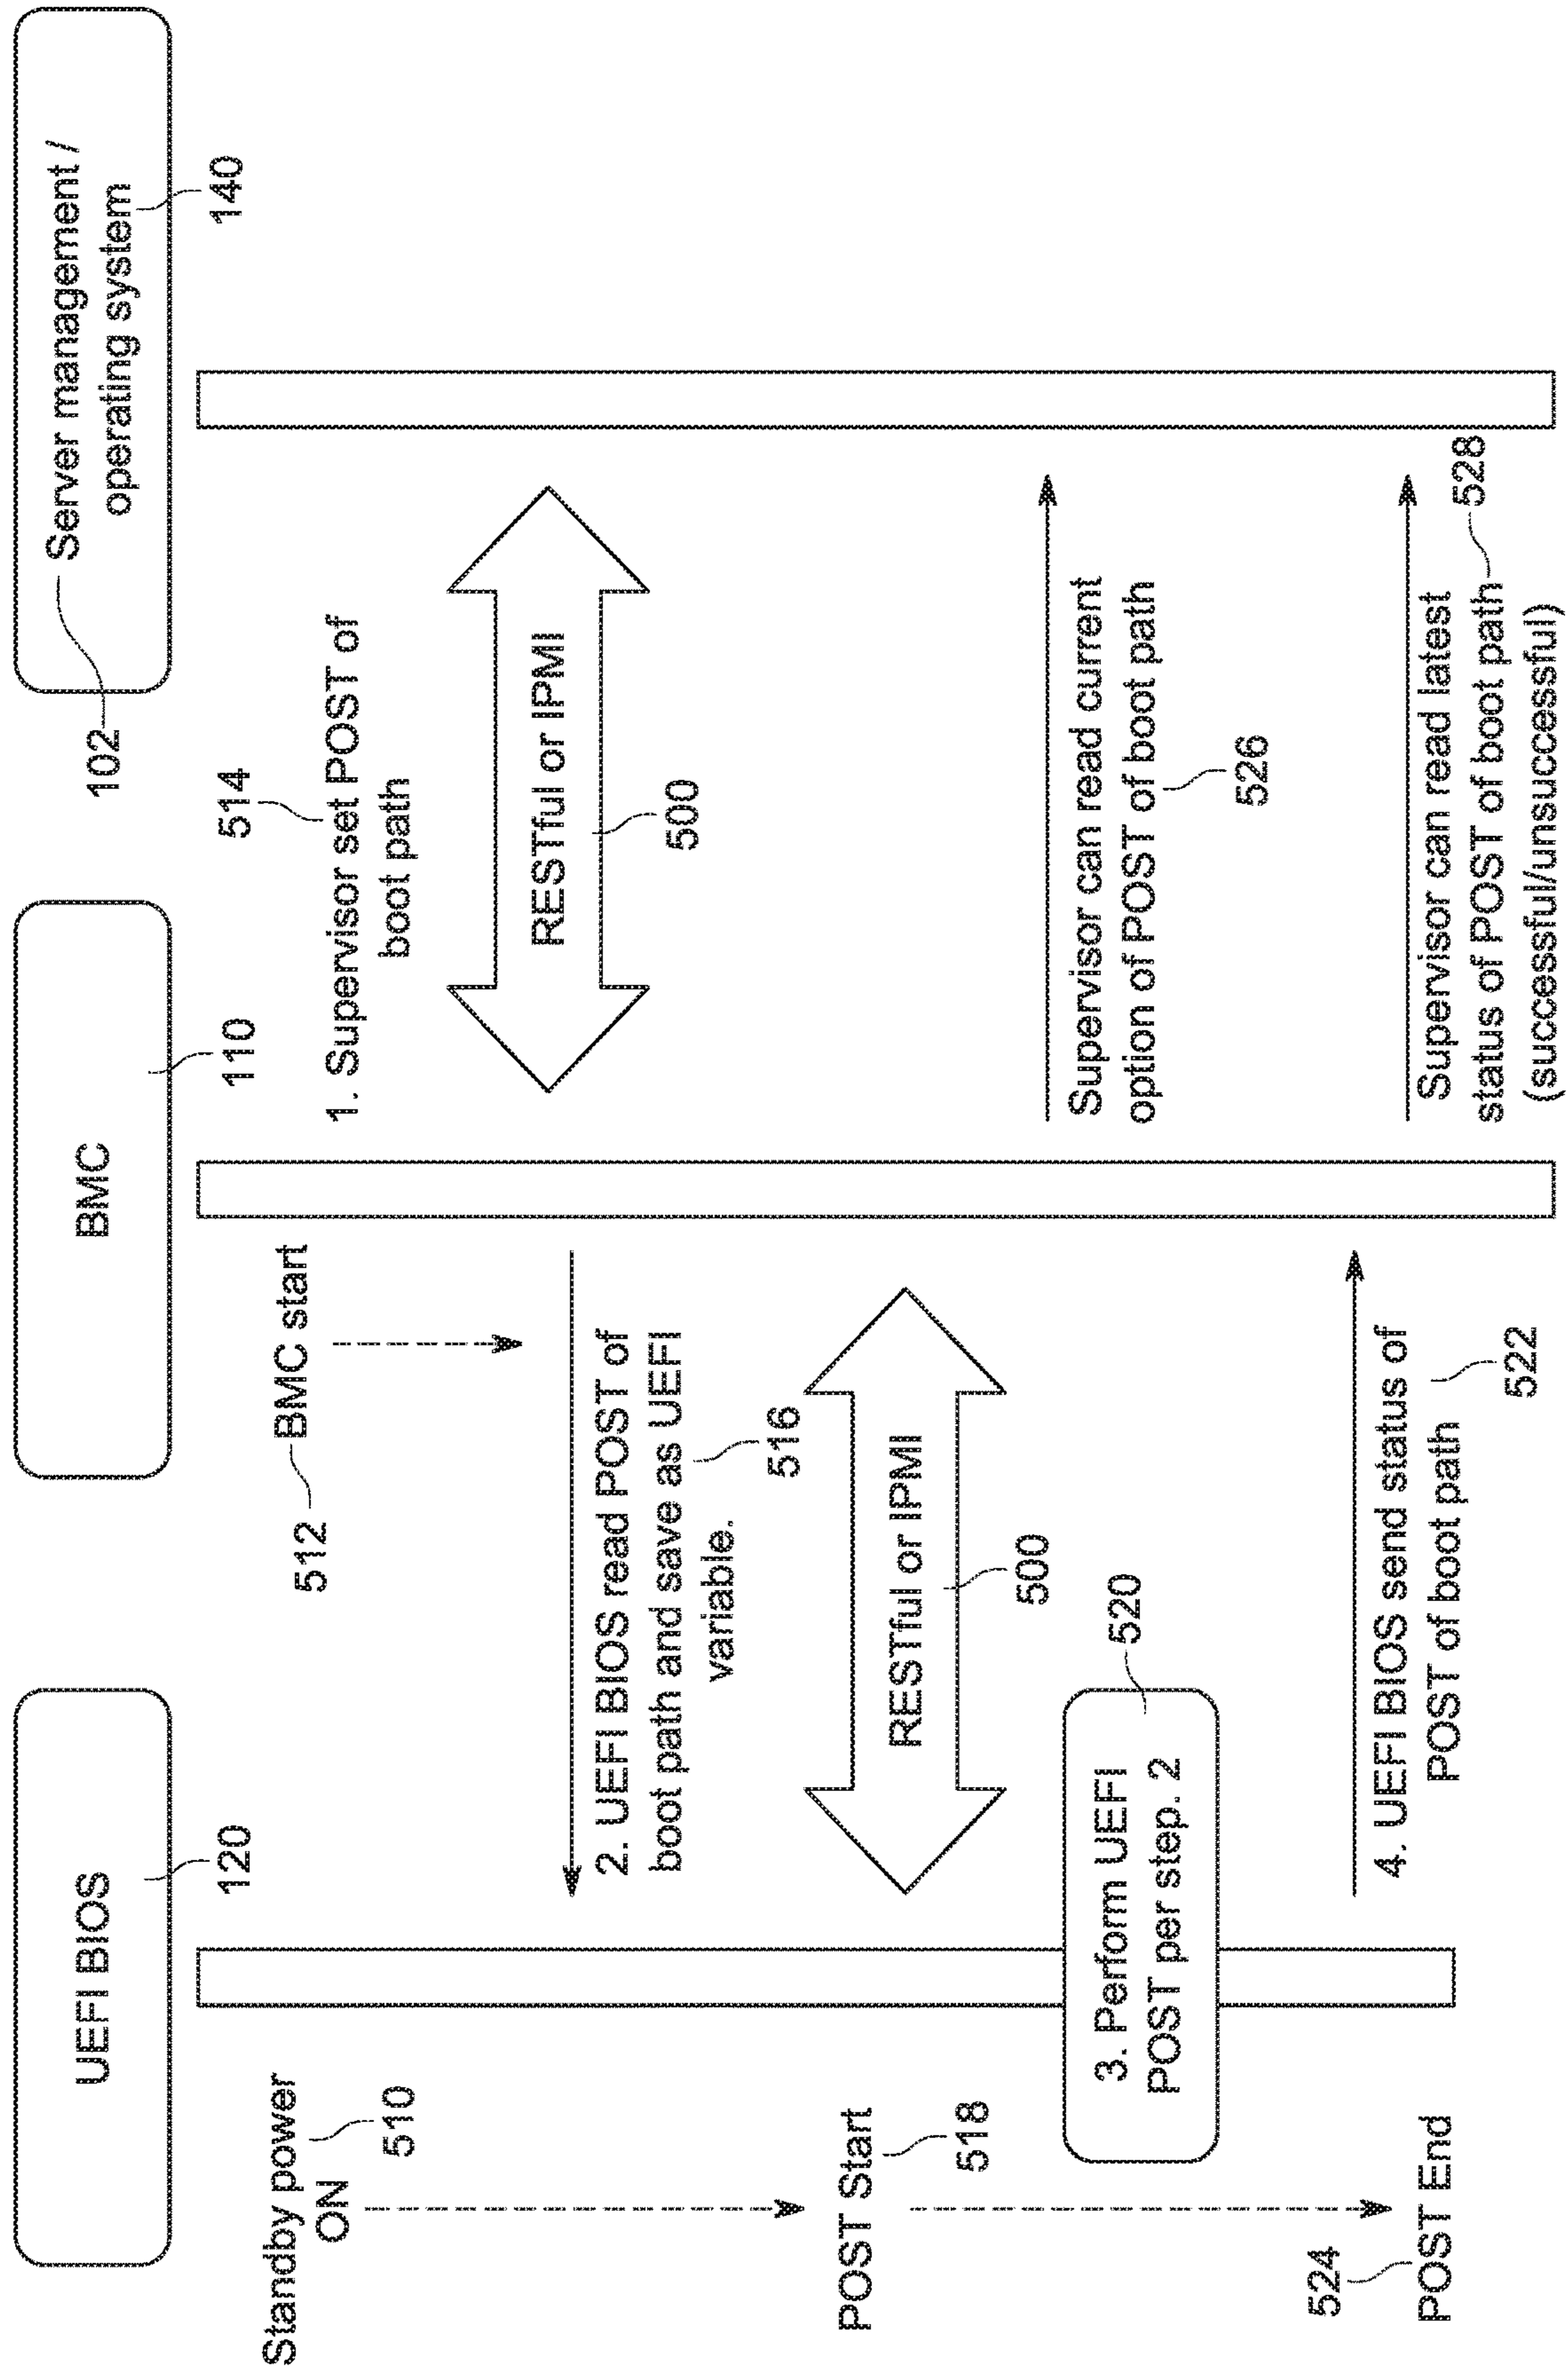 UEFI BIOS
120
BMC
110
102
Server management /
operating system
140
Standby power
ON
510
512
BMC start
514
1. Supervisor set POST of
boot path
RESTful or IPMI
500
2. UEFI BIOS read POST of
boot path and save as UEFI
variable.
516
POST Start
518
RESTful or IPMI
500
3. Perform UEFI
POST per step. 2
520
Supervisor can read current
option of POST of boot path
526
524
POST End
4. UEFI BIOS send status of
POST of boot path
522
Supervisor can read latest
status of POST of boot path
(successful/unsuccessful)
528